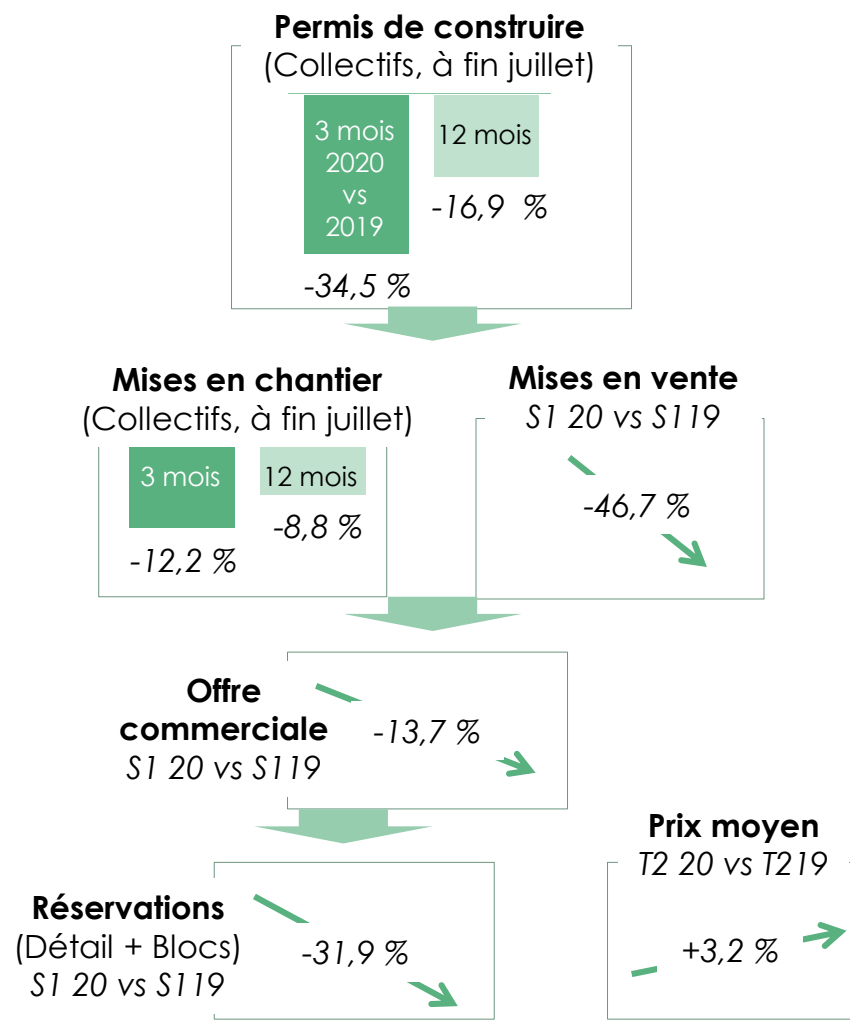 Permis de construire
(Collectifs, à fin juillet)
3 mois
2020
vs
2019
-34,5 %
12 mois
-16,9 %
Mises en chantier
(Collectifs, à fin juillet)
3 mois
-12,2 %
12 mois
-8,8 %
Mises en vente
S1 20 vs S119
-46,7 %
Offre
commerciale
S1 20 vs S119
-13,7 %
Réservations
(Détail + Blocs)
S1 20 vs S119
-31,9 %
Prix moyen
T2 20 vs T219
+3,2 %